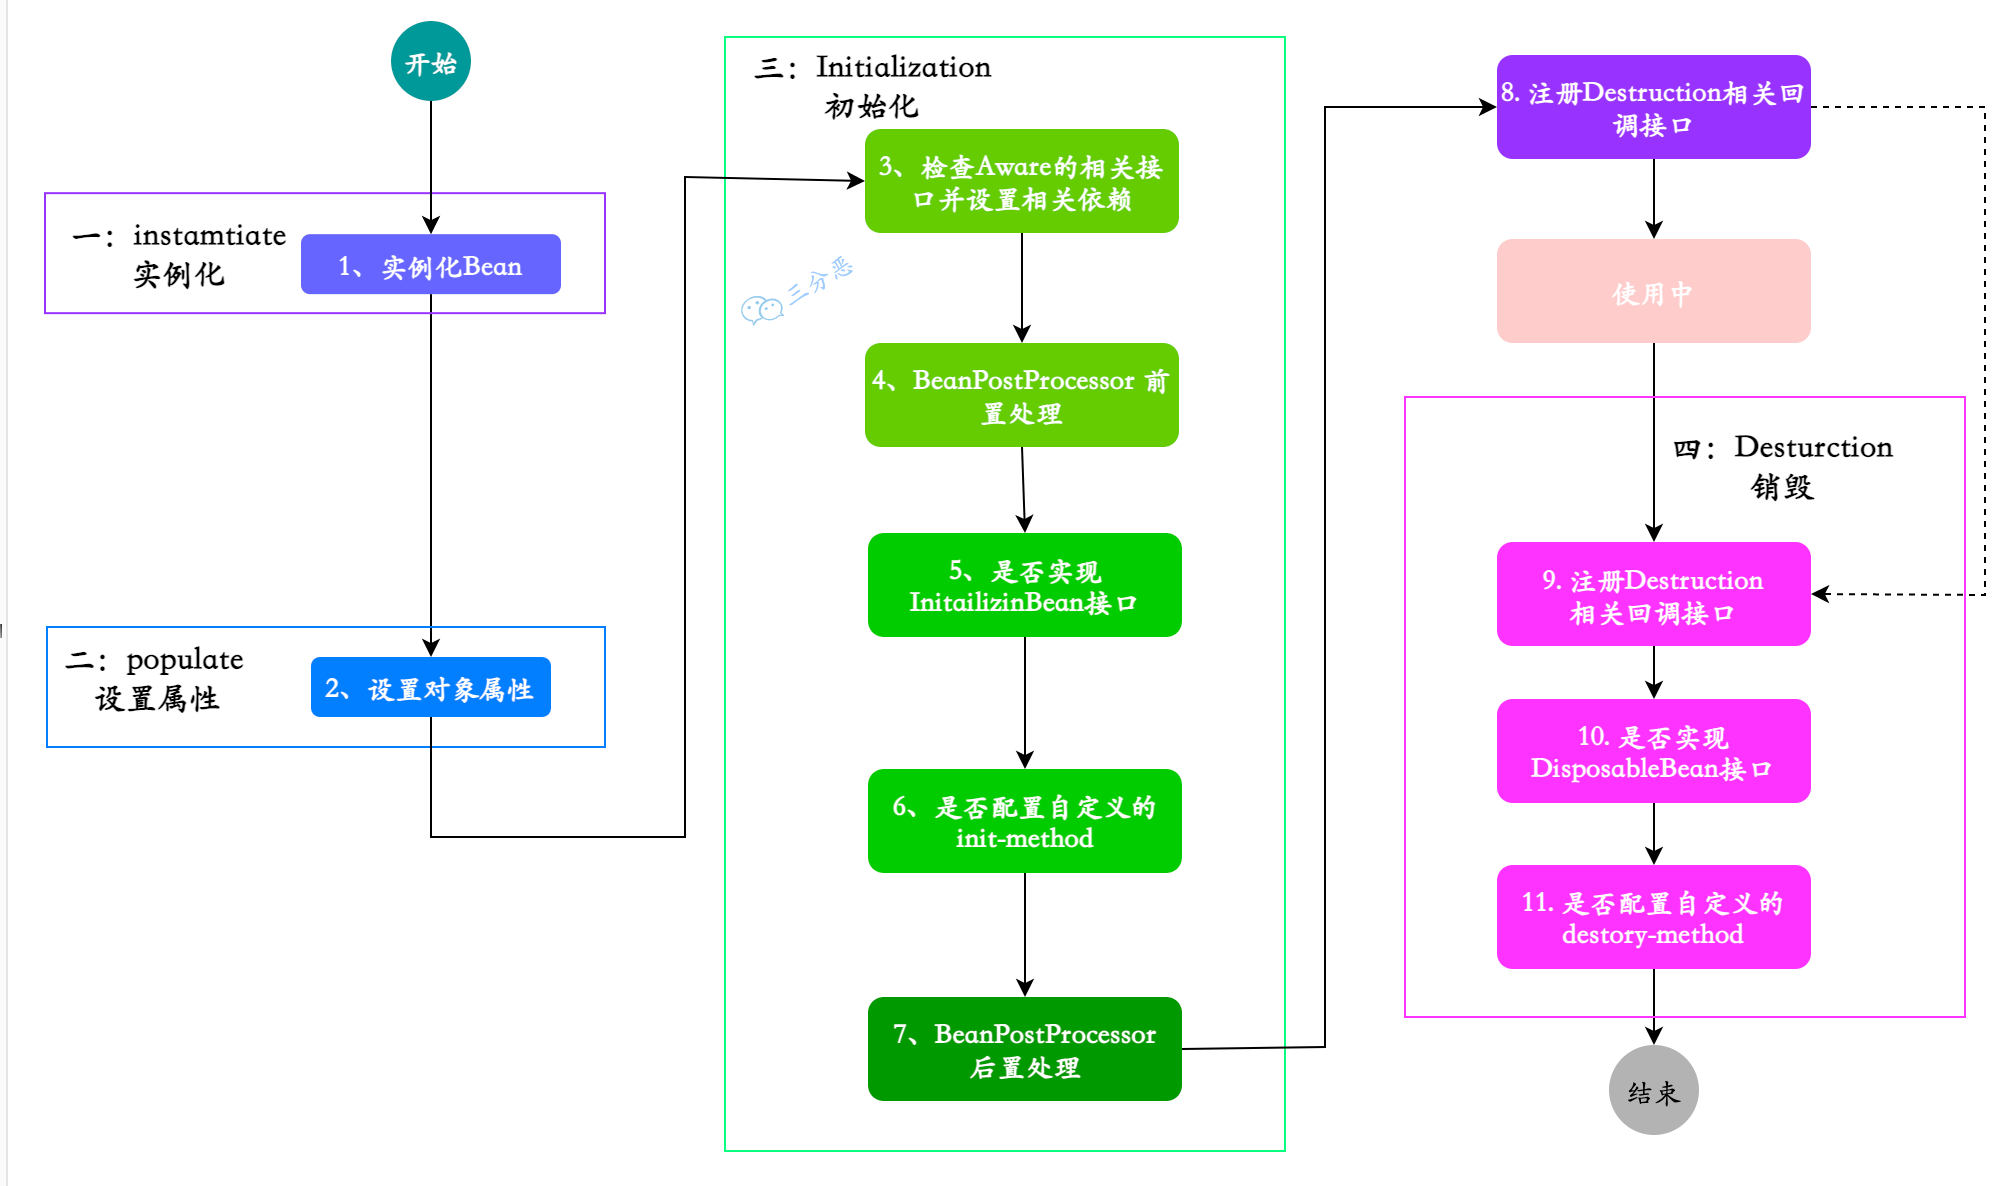 开始
一：instamtiate
实例化
1、实例化Bean
二：populate
设置属性
2、设置对象属性
三：Initialization
初始化
3、检查Aware的相关接
口并设置相关依赖
三分恶
4、BeanPostProcessor 前
置处理
5、是否实现
InitailizinBean接口
6、是否配置自定义的
init-method
7、BeanPostProcessor
后置处理
8. 注册Destruction相关回
调接口
使用中
四：Desturction
销毁
9. 注册Destruction
相关回调接口
10. 是否实现
DisposableBean接口
11. 是否配置自定义的
destory-method
结束